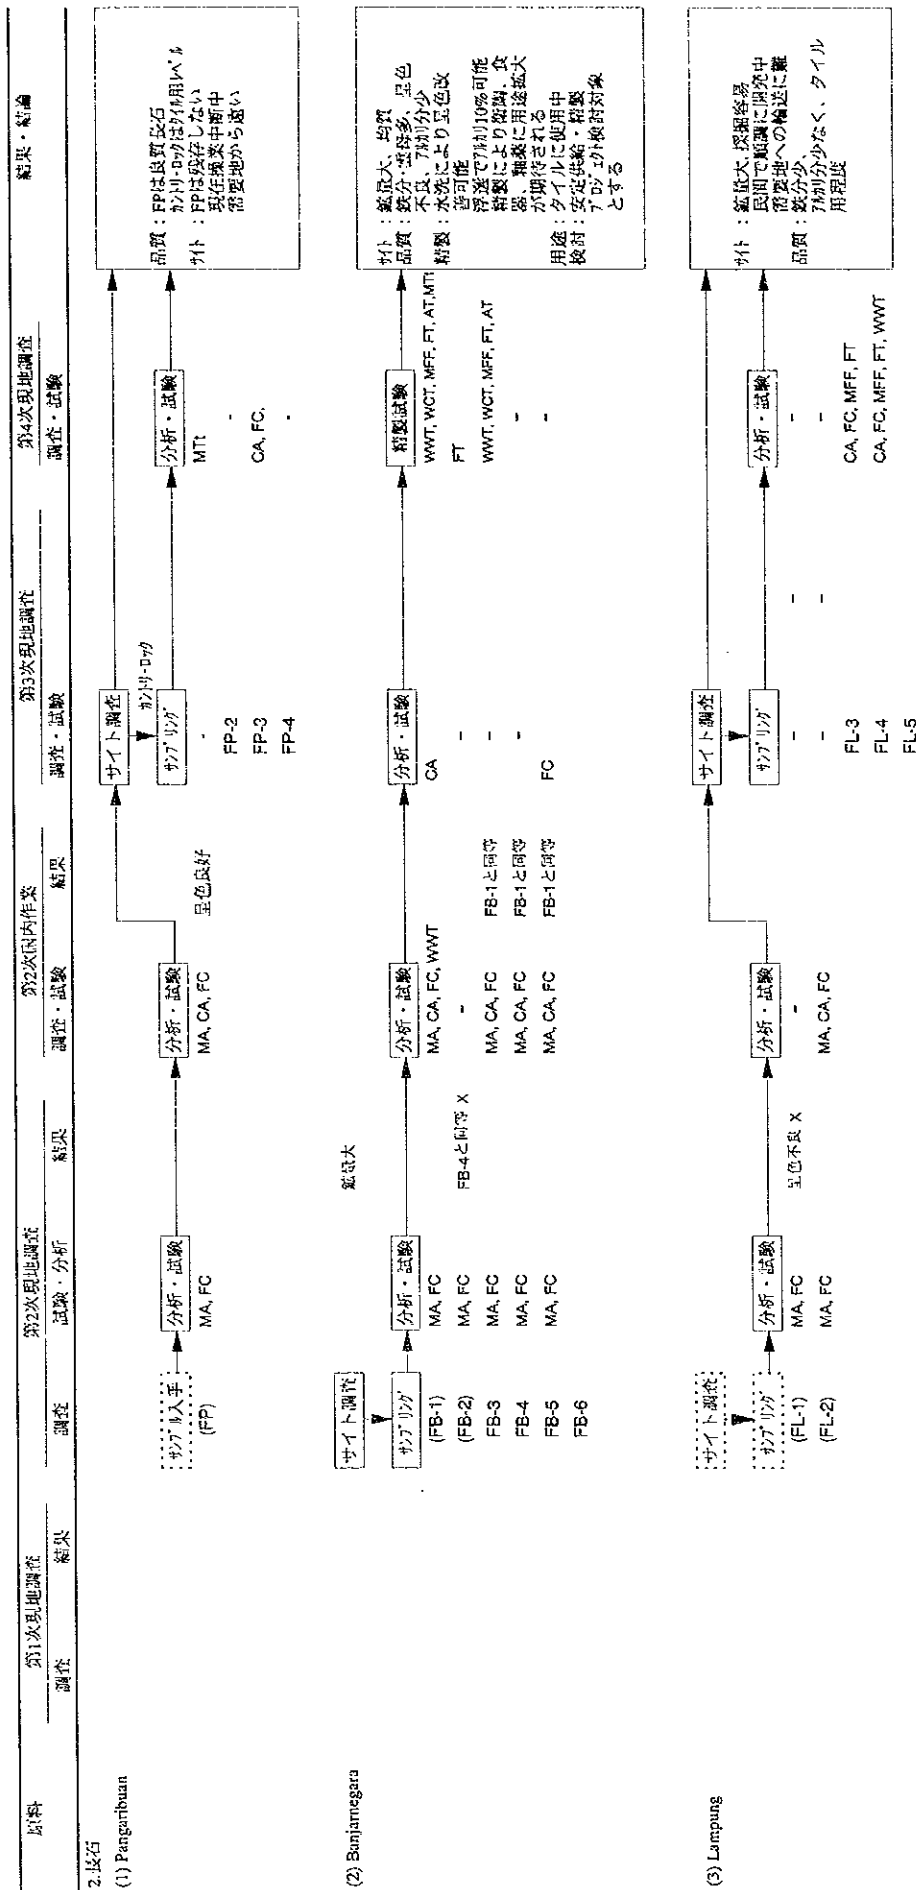 原料
第1次現地調査
調査
結果
第2次現地調査
調査
試験・分析
結果
第2次国内作業
調査・試験
結果
第3次現地調査
調査・試験
第4次現地調査
調査・試験
結果・結論
2.長石
(1) Pangaribuan
サンプル入手
(FP)
分析・試験
MA, FC
分析・試験
MA, CA, FC
呈色良好
サイト調査
カントリーロック
サンプリング
-
FP-2
FP-3
FP-4
分析・試験
MTt
-
CA, FC,
-
品質:FPは良質長石
カントリーロックはタイル用レベル
サイト:FPは残存しない
現在操業中断中
需要地から遠い
(2) Banjarnegara
サイト調査
サンプリング
(FB-1)
(FB-2)
FB-3
FB-4
FB-5
FB-6
分析・試験
MA, FC
MA, FC
MA, FC
MA, FC
MA, FC
鉱量大
FB-4と同等 X
分析・試験
MA, CA, FC, WWT
-
MA, CA, FC
MA, CA, FC
MA, CA, FC
FB-1と同等
FB-1と同等
FB-1と同等
分析・試験
CA
-
-
-
FC
精製試験
WWT, WCT, MFF, FT, AT,MTt
FT
WWT, WCT, MFF, FT, AT
-
-
サイト:鉱量大、均質
品質:鉄分・雲母多、呈色
不良、アルカリ分少
精製:水洗により呈色改
善可能
浮選でアルカリ10%可能
精製により衛陶、食
器、釉薬に用途拡大
が期待される
用途:タイルに使用中
検討:安定供給・精製
プロジェクト検討対象
とする
(3) Lampung
サイト調査
サンプリング
(FL-1)
(FL-2)
分析・試験
MA, FC
MA, FC
呈色不良 X
分析・試験
-
MA, CA, FC
サイト調査
サンプリング
-
-
FL-3
FL-4
FL-5
-
-
分析・試験
-
-
CA, FC, MFF, FT
CA, FC, MFF, FT, WWT
サイト:鉱量大、採掘容易
民間で順調に開発中
需要地への輸送に難
品質:鉄分少、
アルカリ分少なく、タイル
用程度